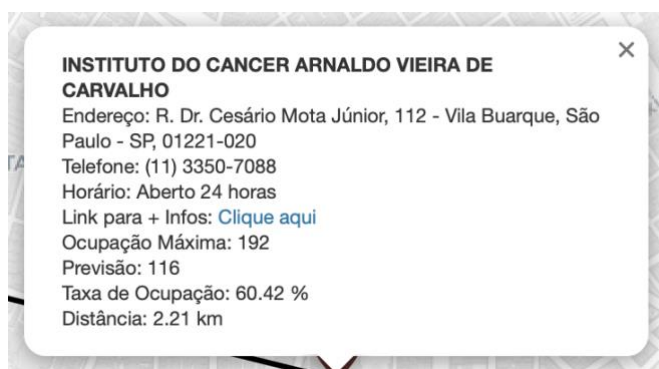 INSTITUTO DO CANCER ARNALDO VIEIRA DE
CARVALHO
Endereço: R. Dr. Cesário Mota Júnior, 112 - Vila Buarque, São
Paulo - SP, 01221-020
Telefone: (11) 3350-7088
Horário: Aberto 24 horas
Link para + Infos: Clique aqui
Ocupação Máxima: 192
Previsão: 116
Taxa de Ocupação: 60.42 %
Distância: 2.21 km